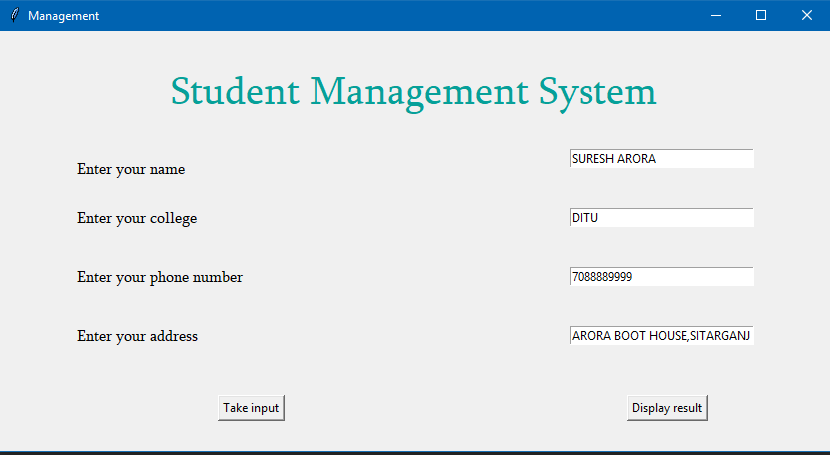 Management
Student Management System
Enter your name
SURESH ARORA
Enter your college
DITU
Enter your phone number
7088889999
Enter your address
ARORA BOOT HOUSE,SITARGANJ
Take input
Display result